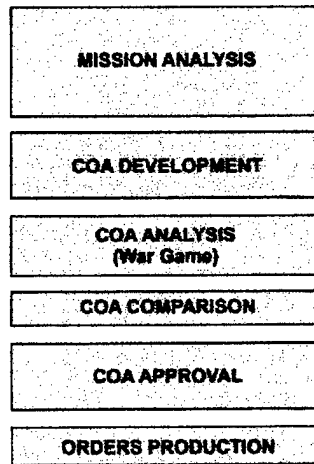 MISSION ANALYSIS
COA DEVELOPMENT
COA ANALYSIS
(War Game)
COA COMPARISON
COA APPROVAL
ORDERS PRODUCTION